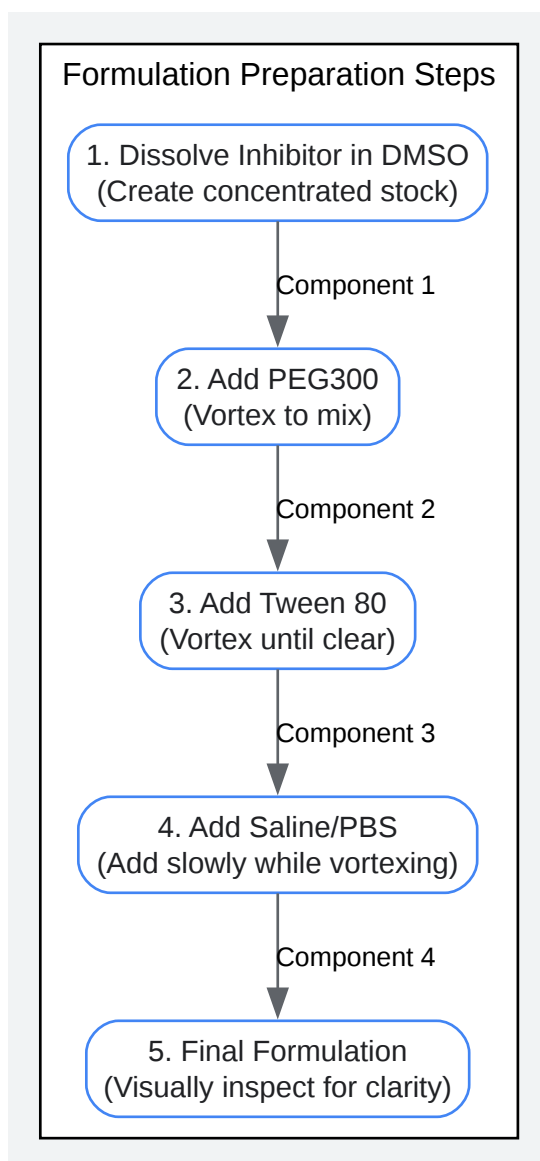 Formulation Preparation Steps
1. Dissolve Inhibitor in DMSO
(Create concentrated stock)
Component 1
2. Add PEG300
(Vortex to mix)
Component 2
3. Add Tween 80
(Vortex until clear)
Component 3
4. Add Saline/PBS
(Add slowly while vortexing)
Component 4
5. Final Formulation
(Visually inspect for clarity)